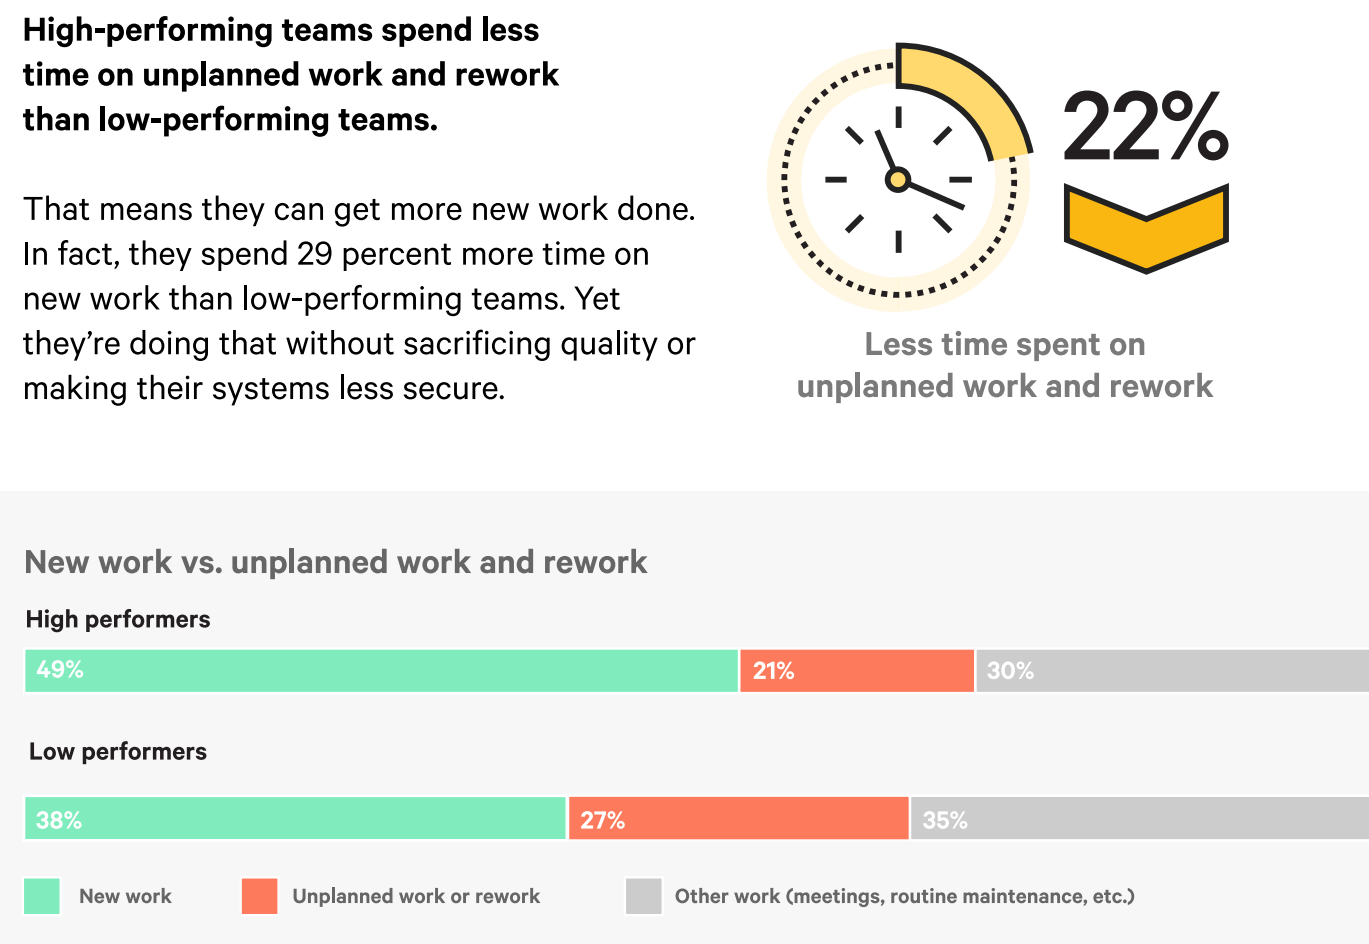 High-performing teams spend less
time on unplanned work and rework
than low-performing teams.
That means they can get more new work done.
In fact, they spend 29 percent more time on
new work than low-performing teams. Yet
they’re doing that without sacrificing quality or
making their systems less secure.
22%
Less time spent on
unplanned work and rework
New work vs. unplanned work and rework
High performers
49% 21% 30%
Low performers
38% 27% 35%
New work Unplanned work or rework Other work (meetings, routine maintenance, etc.)